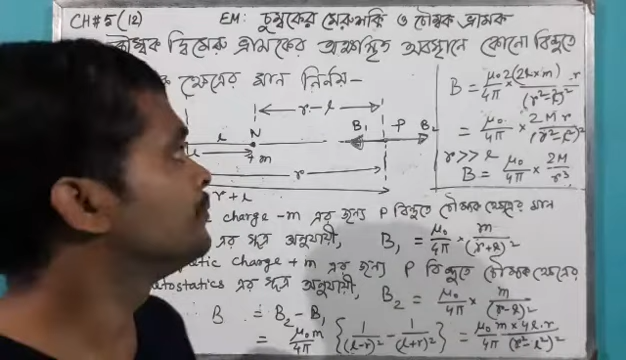 CH#5(12) EM: চুম্বকের মেরুশক্তি ও চৌম্বক ভ্রামক
চৌম্বক দ্বিমেরু ভ্রামকের অক্ষস্থিত অবস্থানে কোনো বিন্দুতে
ক্ষেত্রের মান নির্নয়-
r-l
l N B₁ P B₂
l +m
r
r+l
B = μ₀/4π × 2(2l×m).r/(r²-l²)²
= μ₀/4π × 2Mr/(r²-l²)²
r>>l
B = μ₀/4π × 2M/r³
charge -m এর জন্য P বিন্দুতে চৌম্বক ক্ষেত্রের মান
এর সূত্র অনুযায়ী, B₁ = μ₀/4π × m/(r+l)²
charge +m এর জন্য P বিন্দুতে চৌম্বক ক্ষেত্রের
এর সূত্র অনুযায়ী, B₂ = μ₀/4π × m/(r-l)²
B = B₂ - B₁
= μ₀m/4π {1/(l-r)² - 1/(l+r)²} = μ₀m×4l.r/4π (r²-l²)²